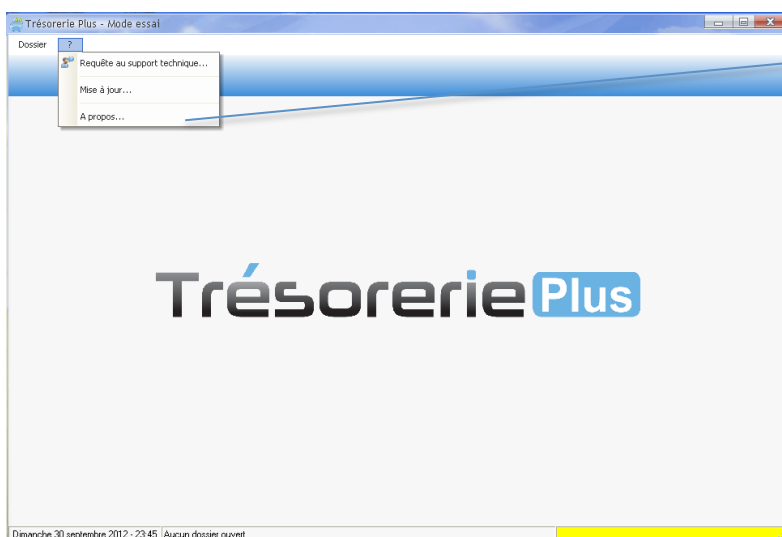 Trésorerie Plus - Mode essai
Dossier ?
Requête au support technique...
Mise à jour...
A propos...
Trésorerie Plus
Dimanche 30 septembre 2012 - 23:45 Aucun dossier ouvert